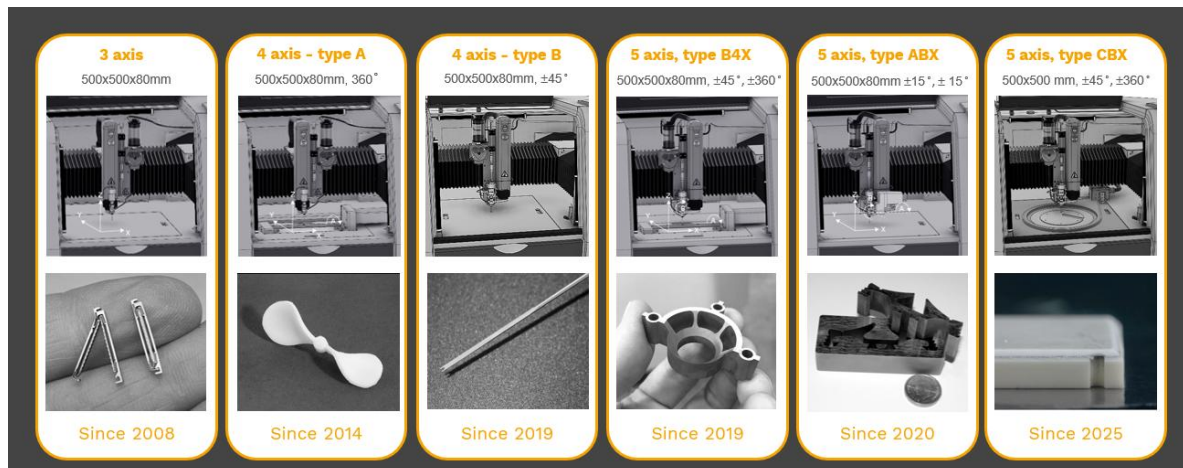 3 axis
500x500x80mm
Since 2008
4 axis - type A
500x500x80mm, 360°
Since 2014
4 axis - type B
500x500x80mm, ±45°
Since 2019
5 axis, type B4X
500x500x80mm, ±45°, ±360°
Since 2019
5 axis, type ABX
500x500x80mm ±15°, ± 15°
Since 2020
5 axis, type CBX
500x500 mm, ±45°, ±360°
Since 2025